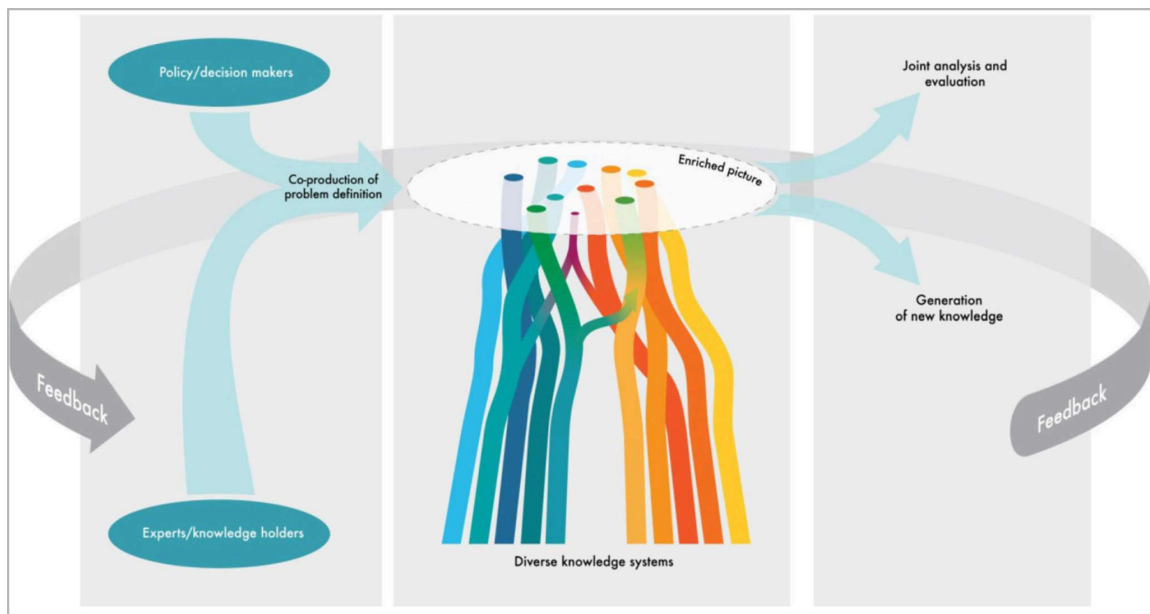 Policy/decision makers
Co-production of
problem definition
Experts/knowledge holders
Feedback
Enriched picture
Diverse knowledge systems
Joint analysis and
evaluation
Generation
of new knowledge
Feedback